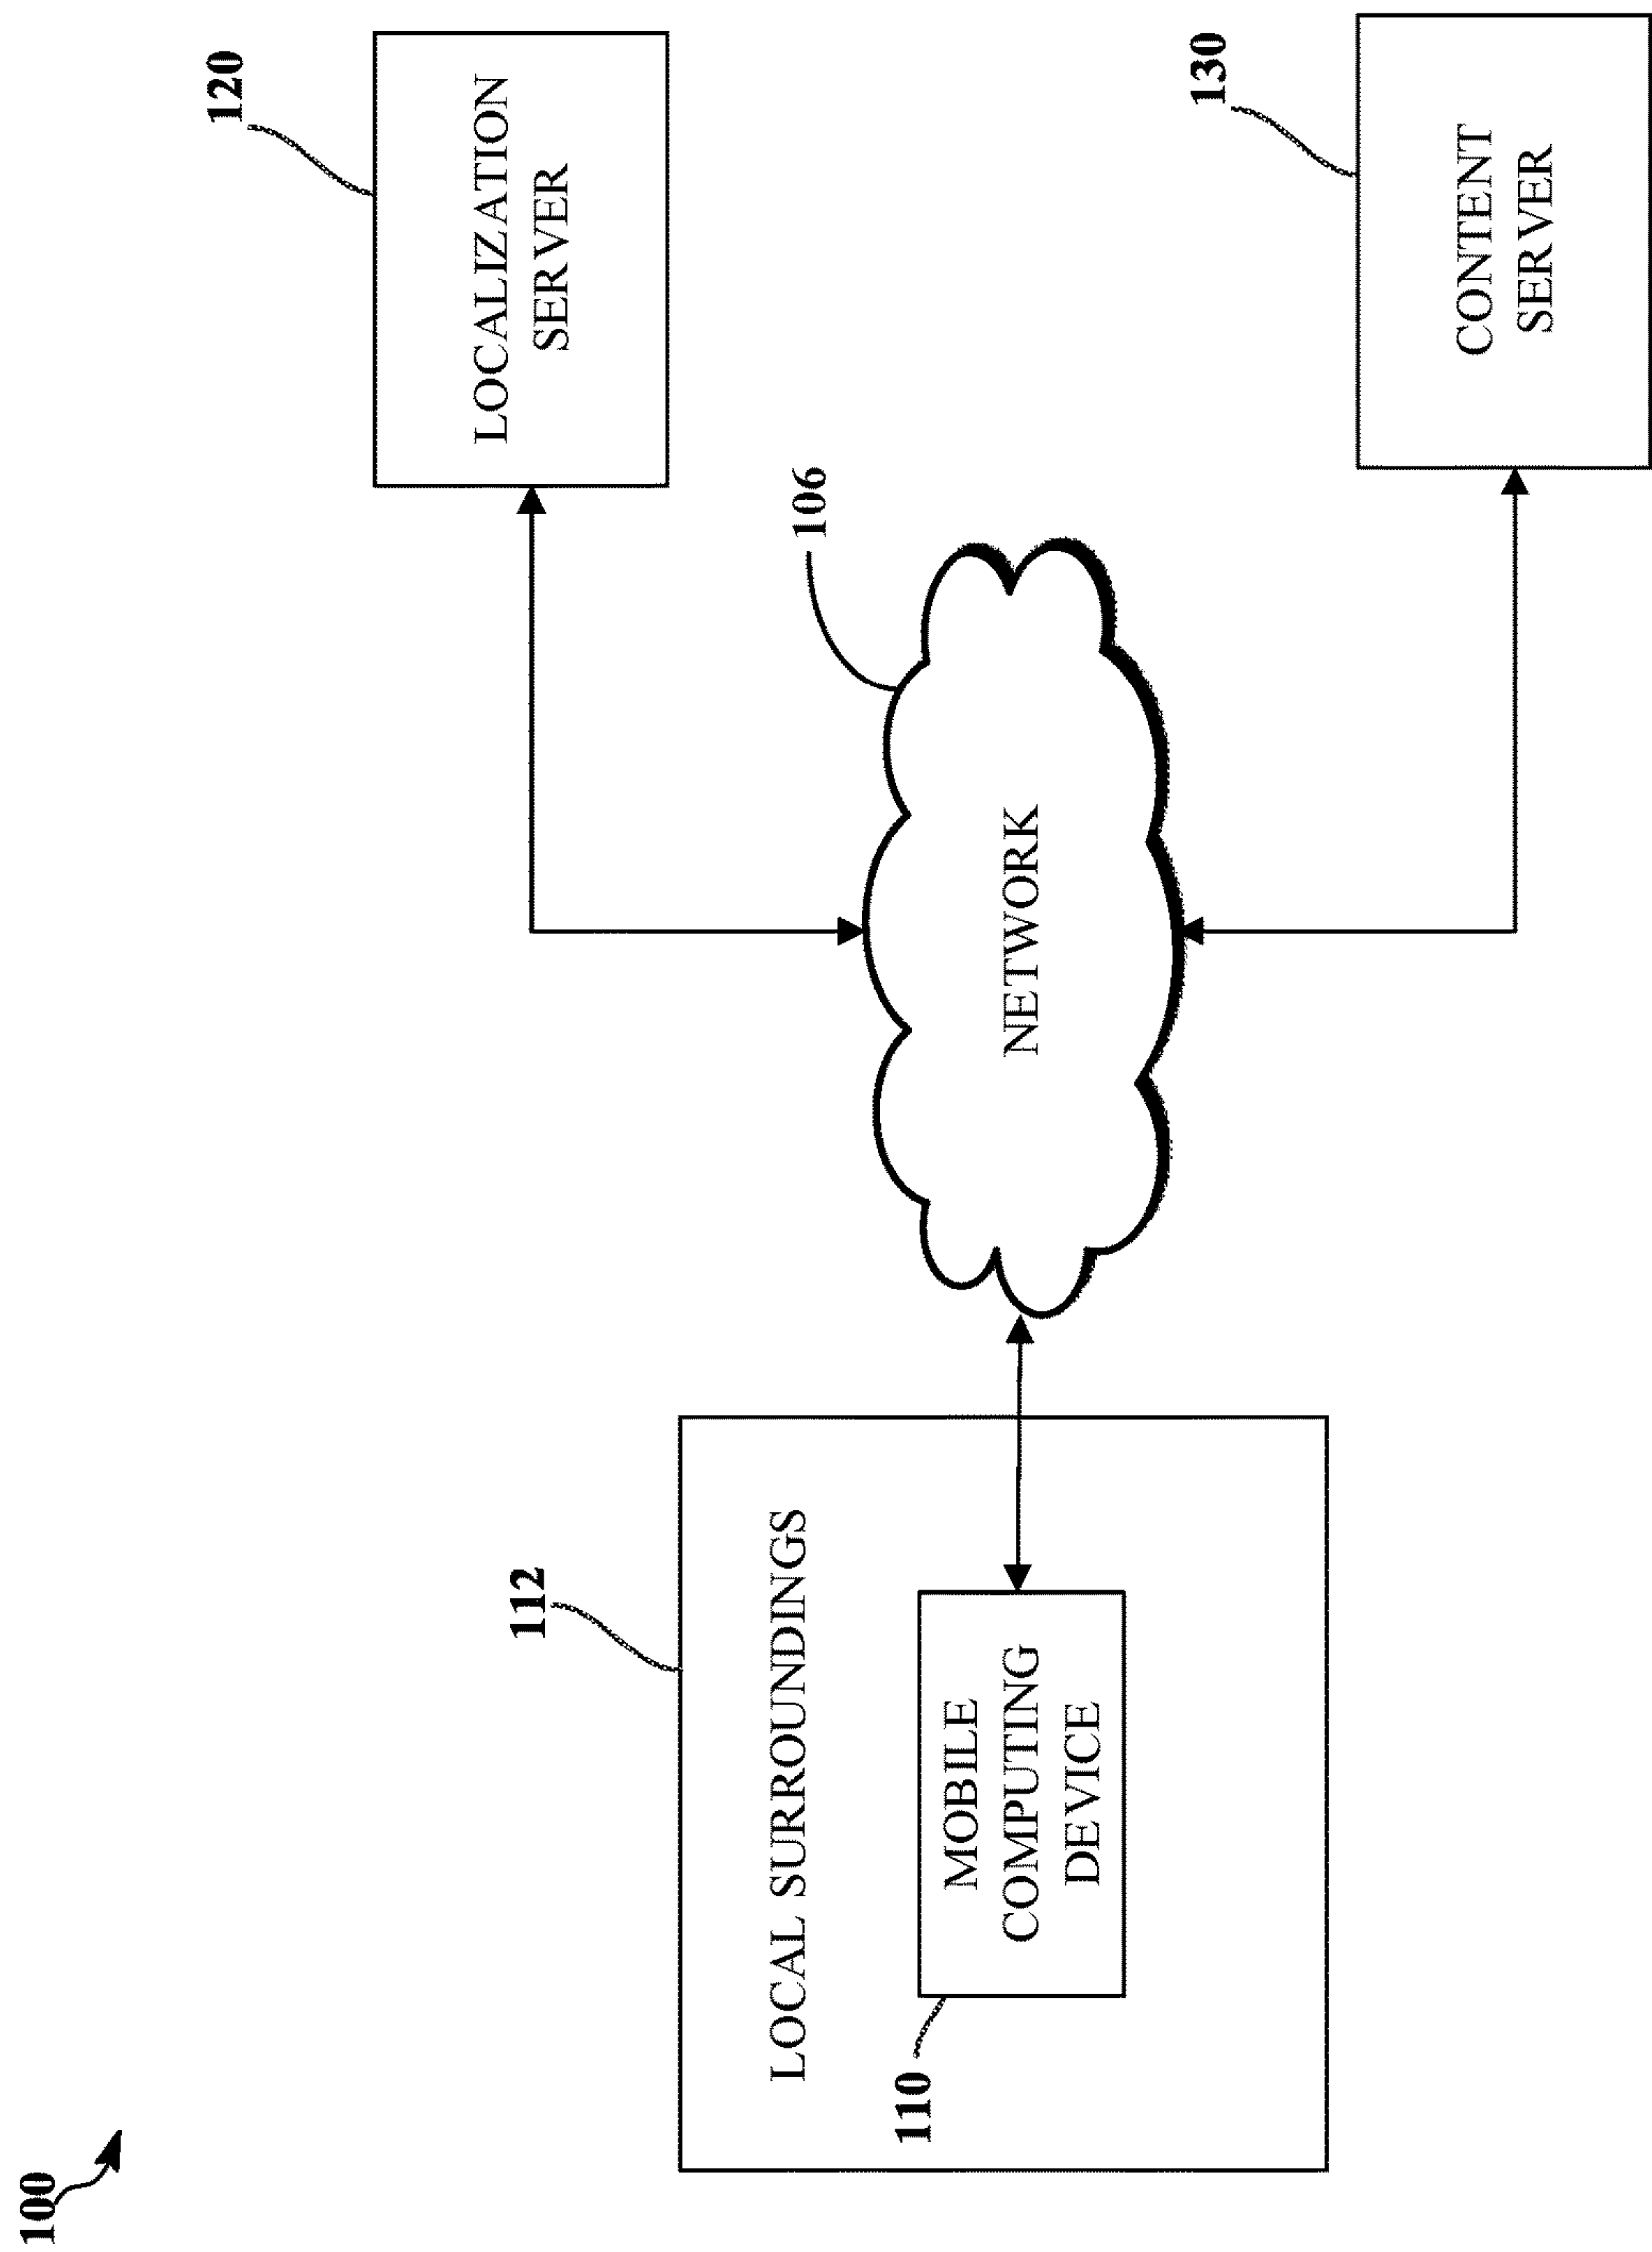 100
LOCAL SURROUNDINGS
112
MOBILE
COMPUTING
DEVICE
110
NETWORK
106
LOCALIZATION
SERVER
120
CONTENT
SERVER
130